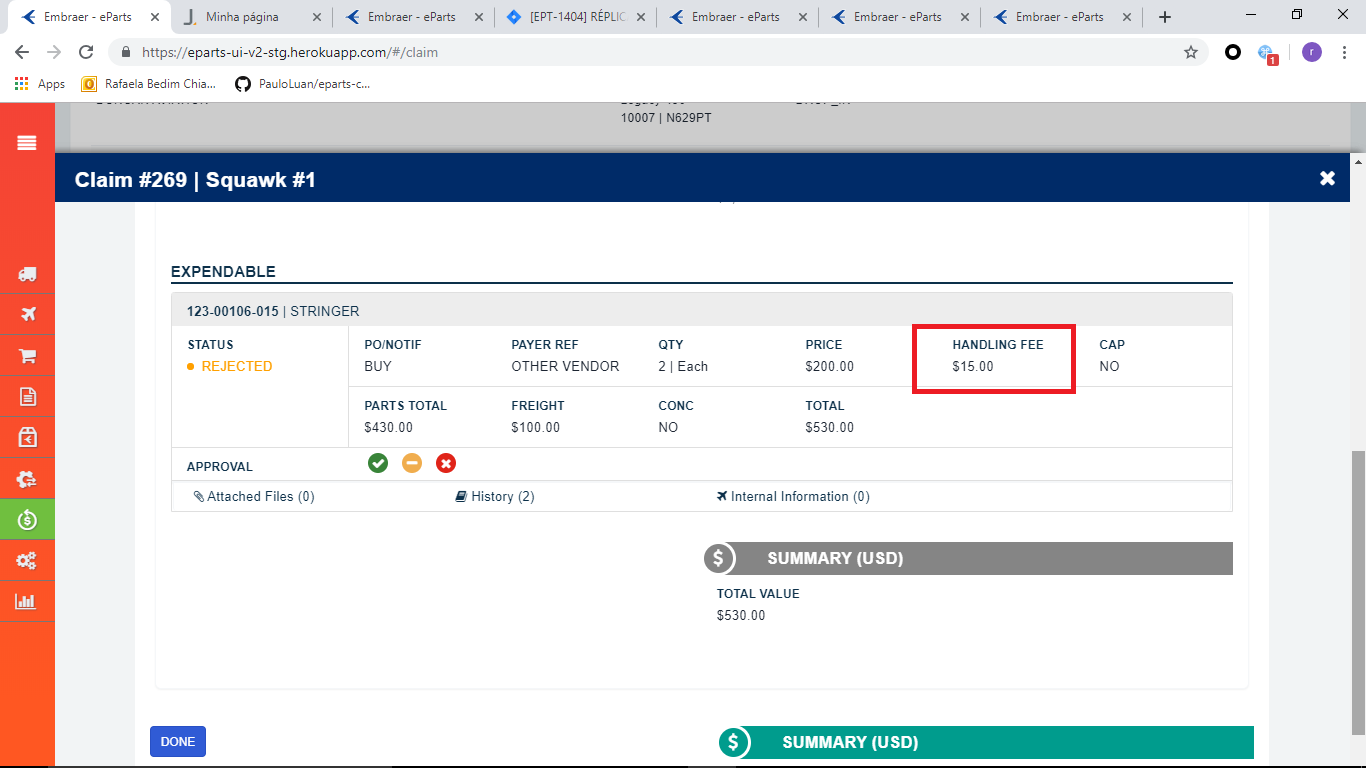 Embraer - eParts
Minha página
Embraer - eParts
[EPT-1404] RÉPLIC
Embraer - eParts
Embraer - eParts
Embraer - eParts
https://eparts-ui-v2-stg.herokuapp.com/#/claim
1
r
Apps
Rafaela Bedim Chia...
PauloLuan/eparts-c...
10007 | N629PT
Claim #269 | Squawk #1
EXPENDABLE
123-00106-015 | STRINGER
STATUS PO/NOTIF PAYER REF QTY PRICE HANDLING FEE CAP
REJECTED BUY OTHER VENDOR 2 | Each $200.00 $15.00 NO
PARTS TOTAL FREIGHT CONC TOTAL
$430.00 $100.00 NO $530.00
APPROVAL
Attached Files (0) History (2) Internal Information (0)
$ SUMMARY (USD)
TOTAL VALUE
$530.00
DONE
$ SUMMARY (USD)